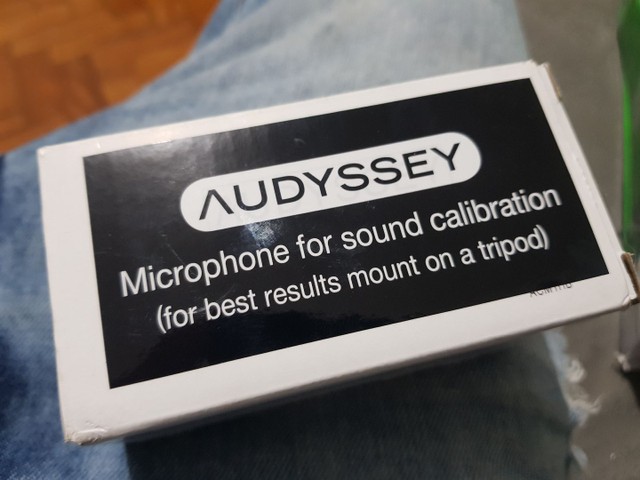 AUDYSSEY
Microphone for sound calibration
(for best results mount on a tripod)